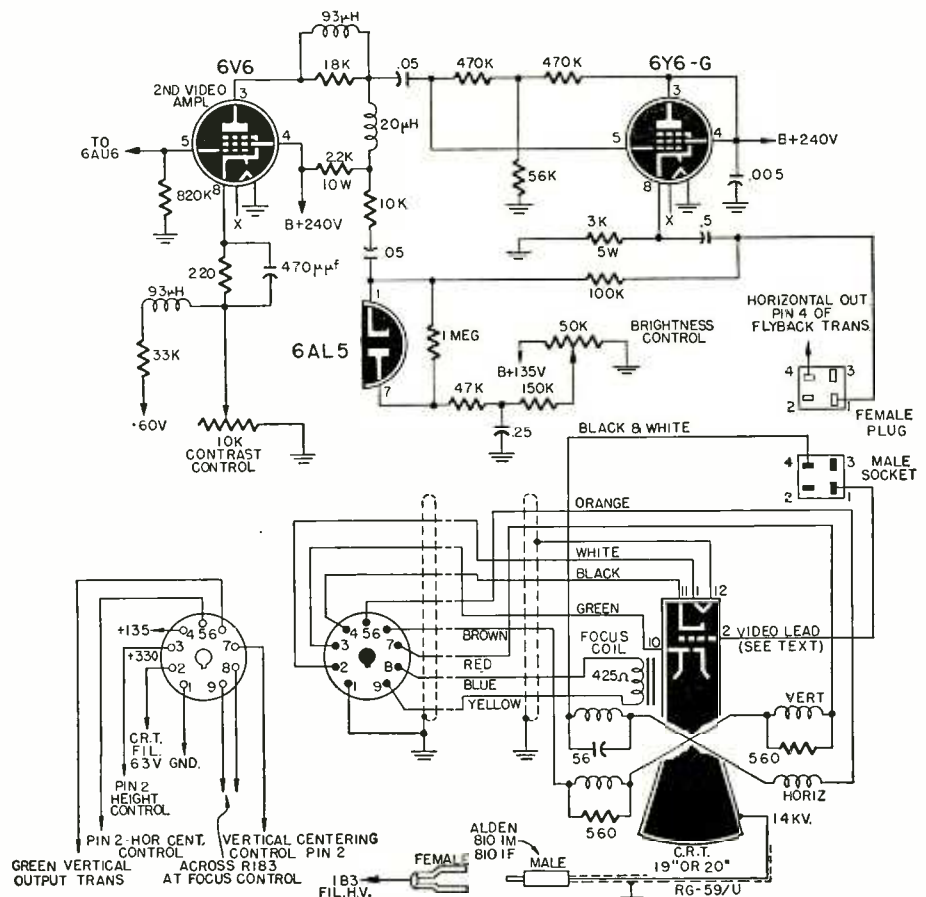 93µH
6V6
18K
.05
470K
470K
6Y6-G
2ND VIDEO
AMPL
3
3
TO
6AU6
5
4
20µH
5
4
B+240V
8
22K
10W
56K
8
.005
820K
X
B+240V
10K
X
3K
5W
.5
220
470µµf
.05
93µH
1
100K
HORIZONTAL OUT
PIN 4 OF
FLYBACK TRANS
50K
BRIGHTNESS
CONTROL
1 MEG
33K
6AL5
B+135V
4
3
7
47K
150K
2
1
+60V
FEMALE
PLUG
10K
CONTRAST
CONTROL
.25
BLACK & WHITE
4
3
MALE
SOCKET
2
1
ORANGE
WHITE
BLACK
11
1
12
GREEN
+135
4
5
6
4
5
6
BROWN
FOCUS
COIL
10
2
VIDEO LEAD
(SEE TEXT)
3
7
3
7
+330
RED
2
8
2
8
425Ω
BLUE
1
9
1
9
YELLOW
VERT
C.R.T.
FIL.
63V
GND.
56
560
PIN 2
HEIGHT
CONTROL
HORIZ
560
14KV.
PIN 2-HOR CENT.
CONTROL
VERTICAL CENTERING
CONTROL PIN 2
ALDEN
810 1M
810 1F
C.R.T.
19" OR 20"
GREEN VERTICAL
OUTPUT TRANS
ACROSS R183
AT FOCUS CONTROL
FEMALE
MALE
1B3
FIL.H.V.
RG-59/U